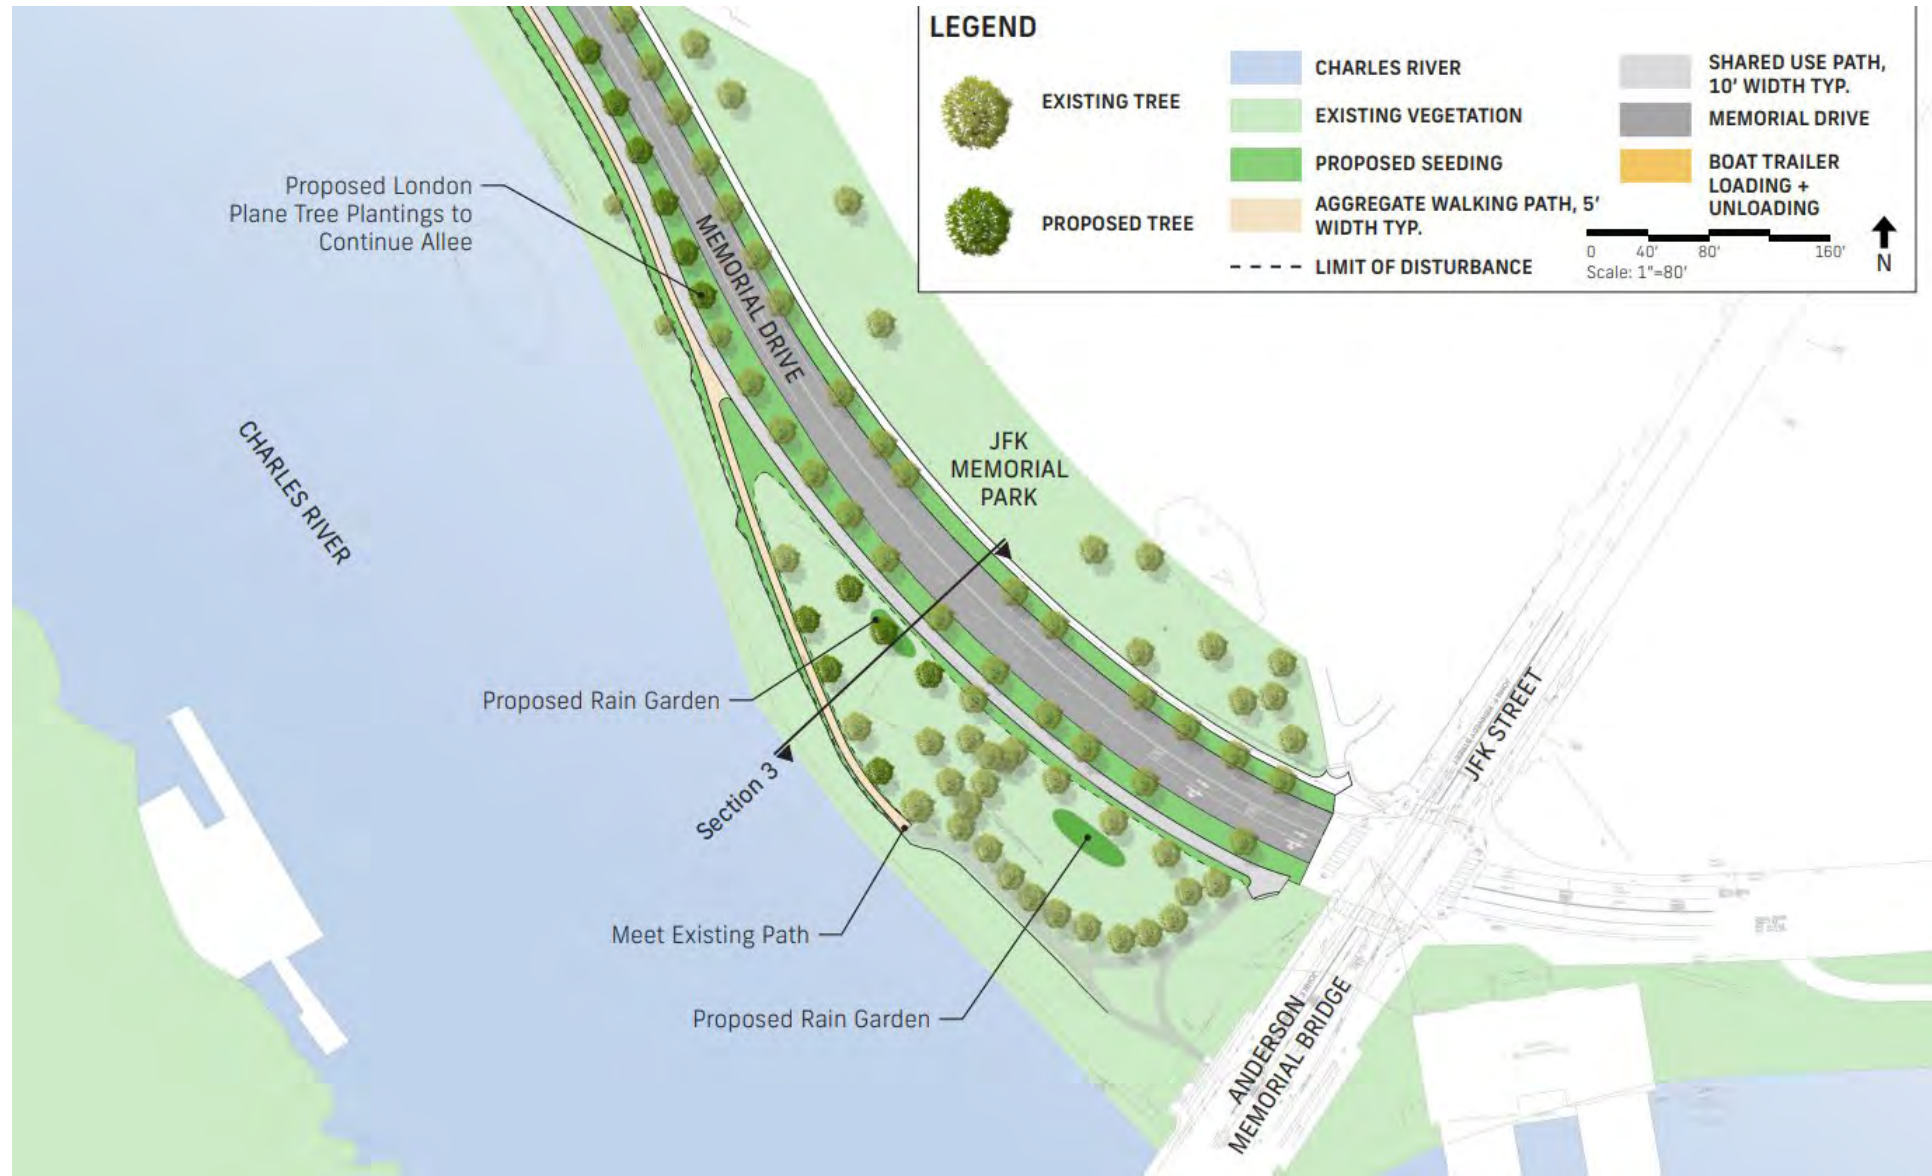 LEGEND
EXISTING TREE
PROPOSED TREE
CHARLES RIVER
EXISTING VEGETATION
PROPOSED SEEDING
AGGREGATE WALKING PATH, 5'
WIDTH TYP.
LIMIT OF DISTURBANCE
SHARED USE PATH,
10' WIDTH TYP.
MEMORIAL DRIVE
BOAT TRAILER
LOADING +
UNLOADING
0 40' 80' 160'
Scale: 1"=80'
N
Proposed London
Plane Tree Plantings to
Continue Allee
MEMORIAL DRIVE
CHARLES RIVER
JFK
MEMORIAL
PARK
Proposed Rain Garden
Section 3
JFK STREET
Meet Existing Path
Proposed Rain Garden
ANDERSON
MEMORIAL BRIDGE